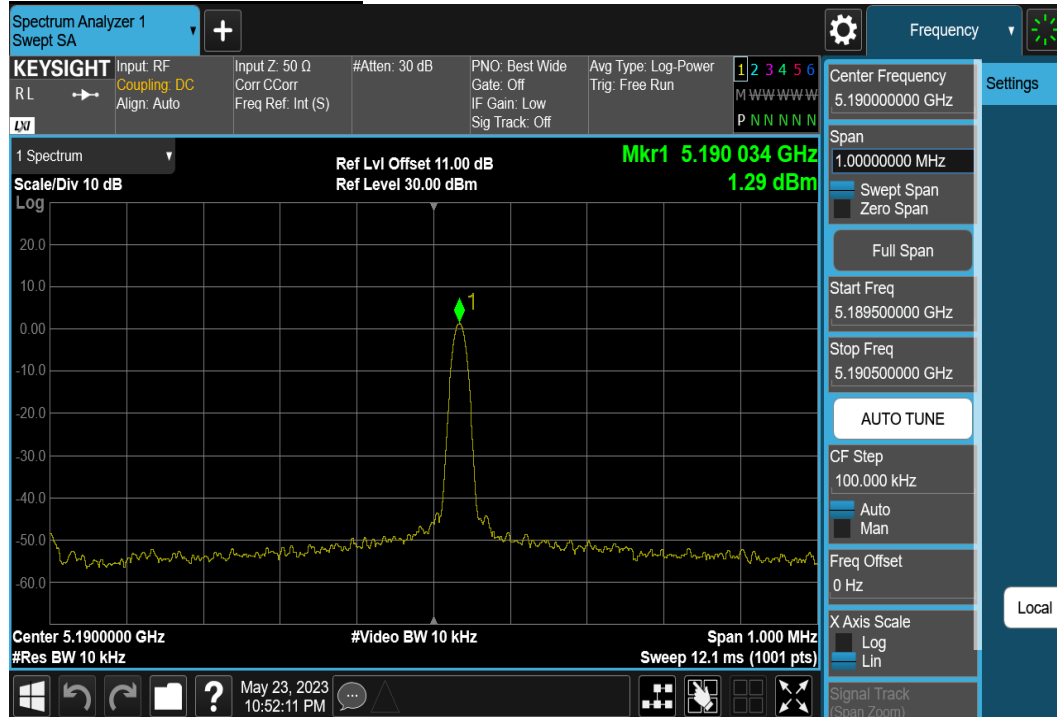 Spectrum Analyzer 1
Swept SA
+
Frequency
KEYSIGHT
R L
LXI
Input: RF
Coupling: DC
Align: Auto
Input Z: 50 Ω
Corr CCorr
Freq Ref: Int (S)
#Atten: 30 dB
PNO: Best Wide
Gate: Off
IF Gain: Low
Sig Track: Off
Avg Type: Log-Power
Trig: Free Run
1 2 3 4 5 6
M W W W W W
P N N N N N
1 Spectrum
Scale/Div 10 dB
Log
Ref Lvl Offset 11.00 dB
Ref Level 30.00 dBm
Mkr1 5.190 034 GHz
1.29 dBm
1
20.0
10.0
0.00
-10.0
-20.0
-30.0
-40.0
-50.0
-60.0
Center 5.1900000 GHz
#Res BW 10 kHz
#Video BW 10 kHz
Span 1.000 MHz
Sweep 12.1 ms (1001 pts)
Center Frequency
5.190000000 GHz
Span
1.00000000 MHz
Swept Span
Zero Span
Full Span
Start Freq
5.189500000 GHz
Stop Freq
5.190500000 GHz
AUTO TUNE
CF Step
100.000 kHz
Auto
Man
Freq Offset
0 Hz
X Axis Scale
Log
Lin
Signal Track
(Span Zoom)
Settings
Local
?
May 23, 2023
10:52:11 PM